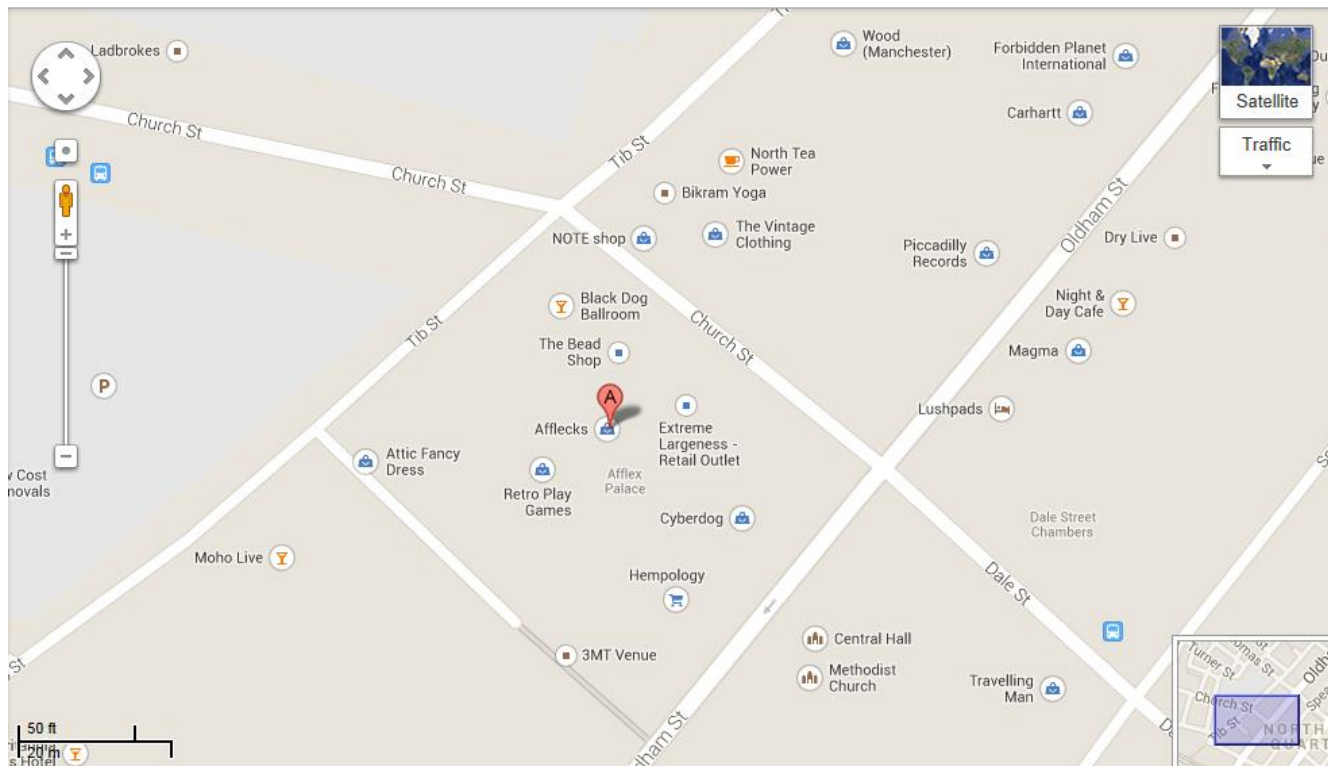 Ladbrokes
Wood
(Manchester)
Forbidden Planet
International
Satellite
Carhartt
Traffic
Church St
Church St
Tib St
North Tea
Power
Bikram Yoga
The Vintage
Clothing
NOTE shop
Oldham St
Dry Live
Piccadilly
Records
Night &
Day Cafe
Black Dog
Ballroom
Tib St
Church St
The Bead
Shop
Magma
P
A
Lushpads
Afflecks
Extreme
Largeness -
Retail Outlet
Attic Fancy
Dress
Afflex
Palace
Retro Play
Games
Cyberdog
Dale Street
Chambers
Moho Live
Hempology
Dale St
Central Hall
3MT Venue
Methodist
Church
Travelling
Man
Turner St
Church St
Tib St
NORTH
50 ft
20 m
Hotel